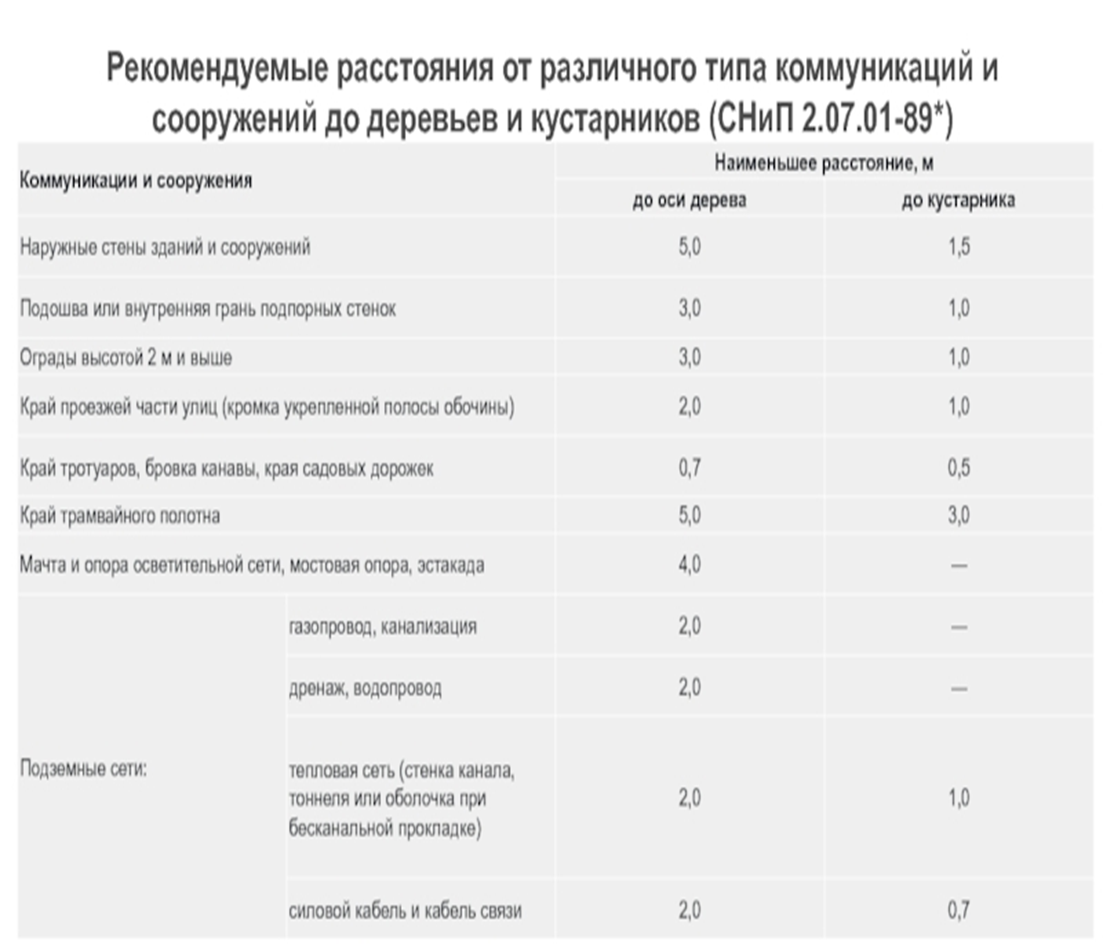 Рекомендуемые расстояния от различного типа коммуникаций и
сооружений до деревьев и кустарников (СНиП 2.07.01-89*)
Коммуникации и сооружения
Наименьшее расстояние, м
до оси дерева
до кустарника
Наружные стены зданий и сооружений 5,0 1,5
Подошва или внутренняя грань подпорных стенок 3,0 1,0
Ограды высотой 2 м и выше 3,0 1,0
Край проезжей части улиц (кромка укрепленной полосы обочины) 2,0 1,0
Край тротуаров, бровка канавы, края садовых дорожек 0,7 0,5
Край трамвайного полотна 5,0 3,0
Мачта и опора осветительной сети, мостовая опора, эстакада 4,0 —
Подземные сети:
газопровод, канализация 2,0 —
дренаж, водопровод 2,0 —
тепловая сеть (стенка канала,
тоннеля или оболочка при 2,0 1,0
бесканальной прокладке)
силовой кабель и кабель связи 2,0 0,7